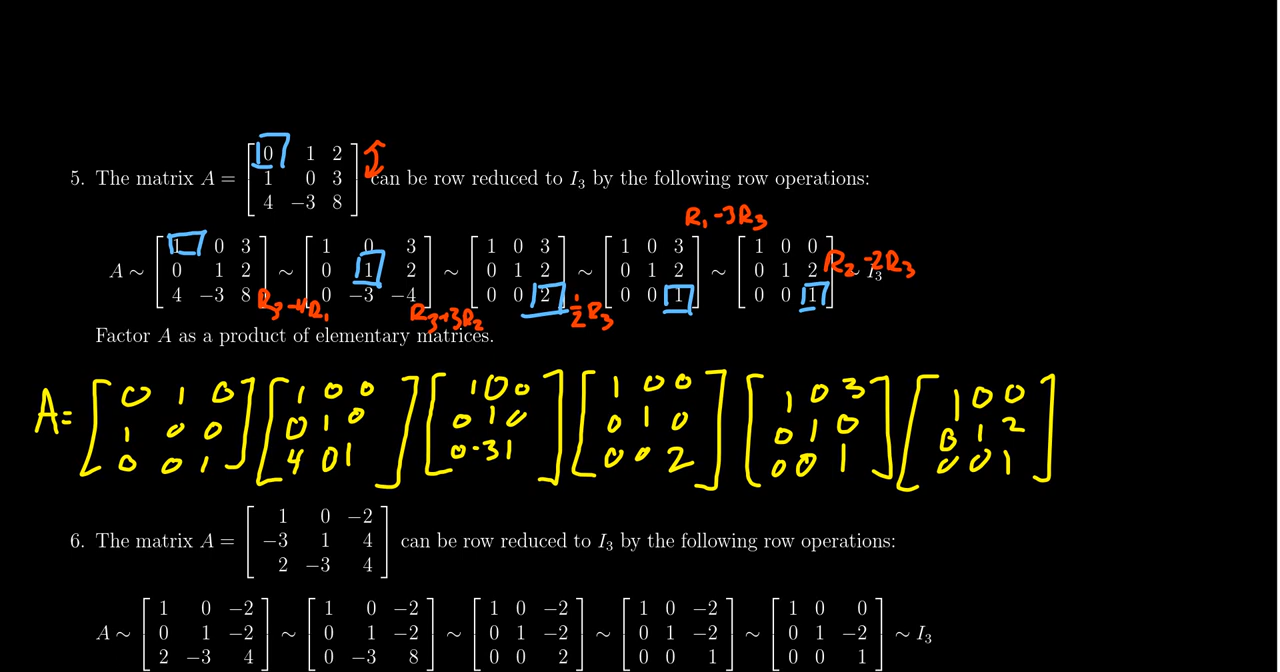 5. The matrix A = [0 1 2; 1 0 3; 4 −3 8] can be row reduced to I₃ by the following row operations:
R₁ -3R₃
A ∼ [1 0 3; 0 1 2; 4 −3 8] ∼ [1 0 3; 0 1 2; 0 −3 −4] ∼ [1 0 3; 0 1 2; 0 0 2] ∼ [1 0 3; 0 1 2; 0 0 1] ∼ [1 0 0; 0 1 2; 0 0 1] ∼ I₃
R₂ -2R₃
R₃ -4R₁ R₃+3R₂ ½R₃
Factor A as a product of elementary matrices.
A= [0 1 0; 1 0 0; 0 0 1] [1 0 0; 0 1 0; 4 0 1] [1 0 0; 0 1 0; 0 -3 1] [1 0 0; 0 1 0; 0 0 2] [1 0 3; 0 1 0; 0 0 1] [1 0 0; 0 1 2; 0 0 1]
6. The matrix A = [1 0 −2; −3 1 4; 2 −3 4] can be row reduced to I₃ by the following row operations:
A ∼ [1 0 −2; 0 1 −2; 2 −3 4] ∼ [1 0 −2; 0 1 −2; 0 −3 8] ∼ [1 0 −2; 0 1 −2; 0 0 2] ∼ [1 0 −2; 0 1 −2; 0 0 1] ∼ [1 0 0; 0 1 −2; 0 0 1] ∼ I₃